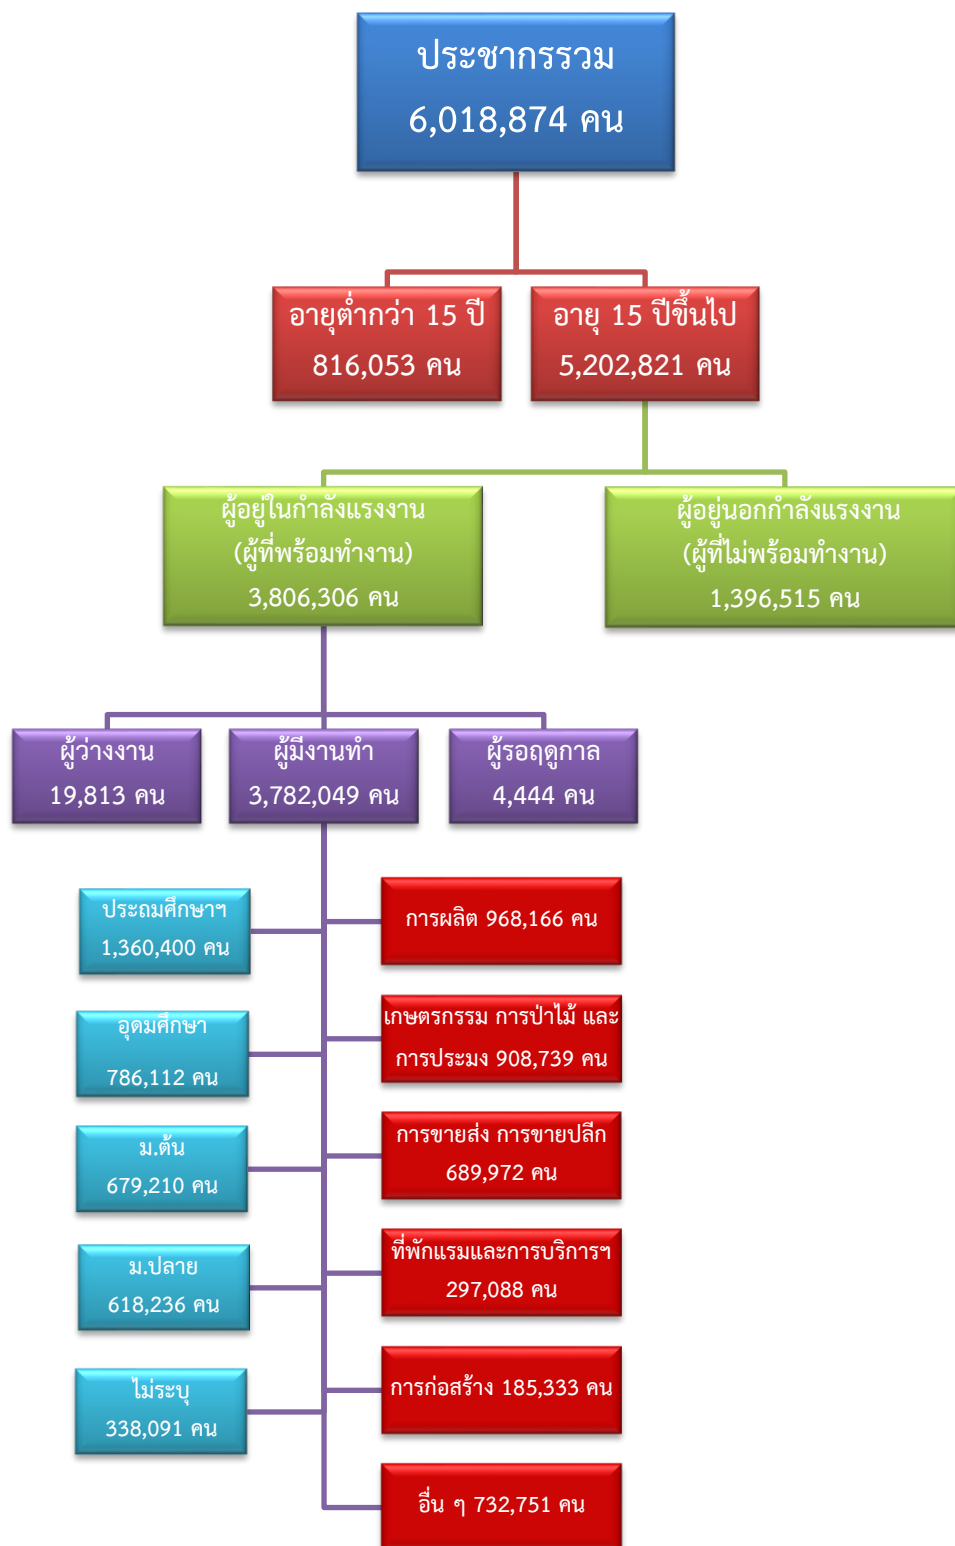 ประชากรรวม
6,018,874 คน
อายุต่ำกว่า 15 ปี
816,053 คน
อายุ 15 ปีขึ้นไป
5,202,821 คน
ผู้อยู่ในกำลังแรงงาน
(ผู้ที่พร้อมทำงาน)
3,806,306 คน
ผู้อยู่นอกกำลังแรงงาน
(ผู้ที่ไม่พร้อมทำงาน)
1,396,515 คน
ผู้ว่างงาน
19,813 คน
ผู้มีงานทำ
3,782,049 คน
ผู้รอฤดูกาล
4,444 คน
ประถมศึกษาฯ
1,360,400 คน
อุดมศึกษา
786,112 คน
ม.ต้น
679,210 คน
ม.ปลาย
618,236 คน
ไม่ระบุ
338,091 คน
การผลิต 968,166 คน
เกษตรกรรม การป่าไม้ และ
การประมง 908,739 คน
การขายส่ง การขายปลีก
689,972 คน
ที่พักแรมและการบริการฯ
297,088 คน
การก่อสร้าง 185,333 คน
อื่น ๆ 732,751 คน